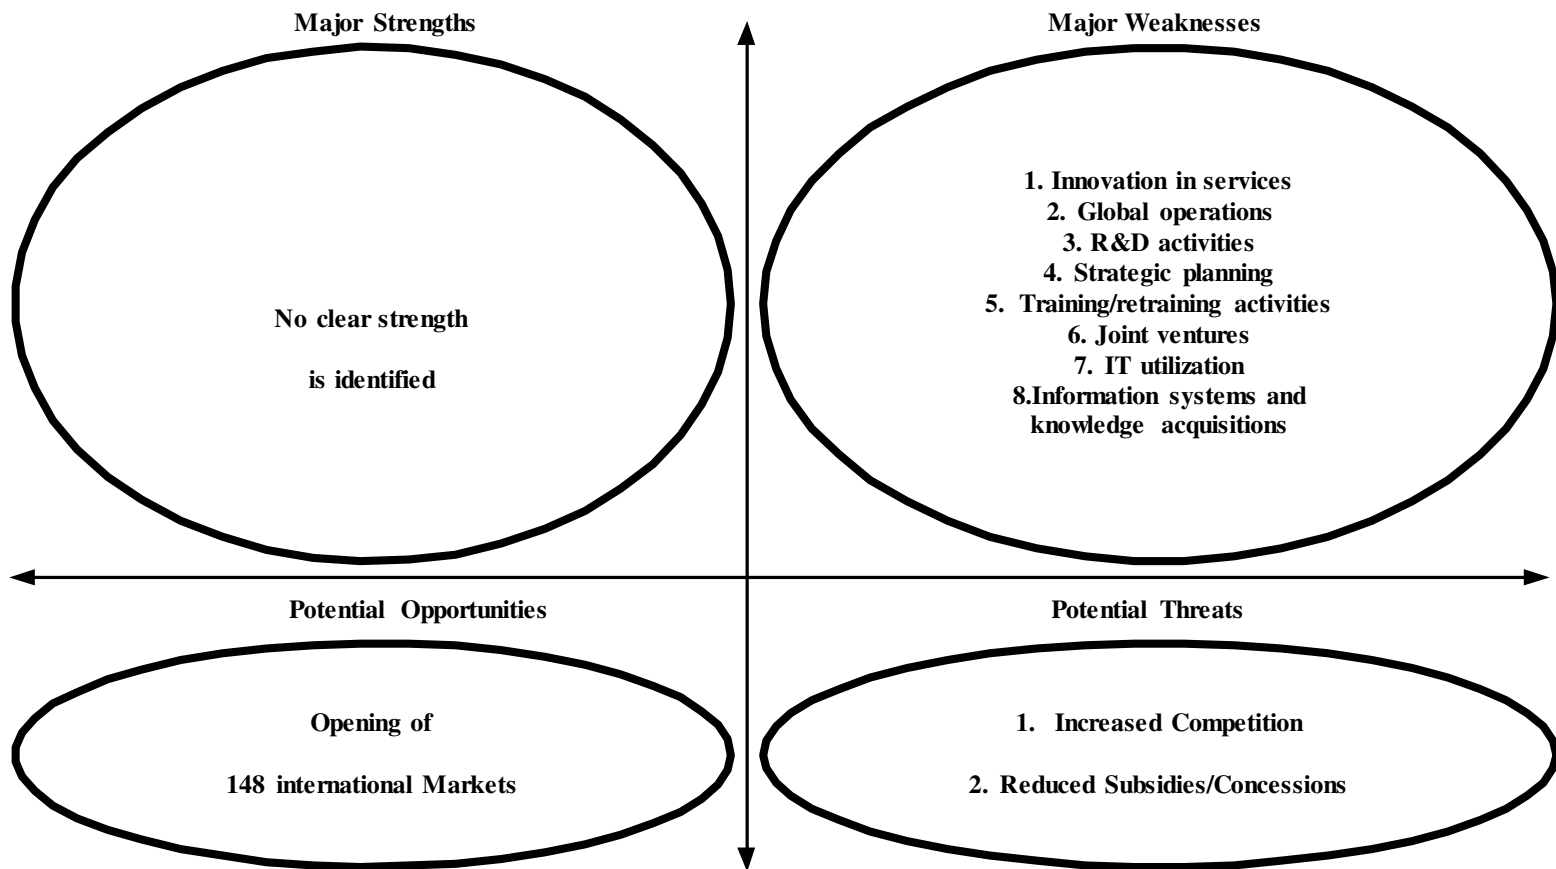 Major Strengths
No clear strength
is identified
Major Weaknesses
1. Innovation in services
2. Global operations
3. R&D activities
4. Strategic planning
5. Training/retraining activities
6. Joint ventures
7. IT utilization
8.Information systems and
knowledge acquisitions
Potential Opportunities
Opening of
148 international Markets
Potential Threats
1. Increased Competition
2. Reduced Subsidies/Concessions